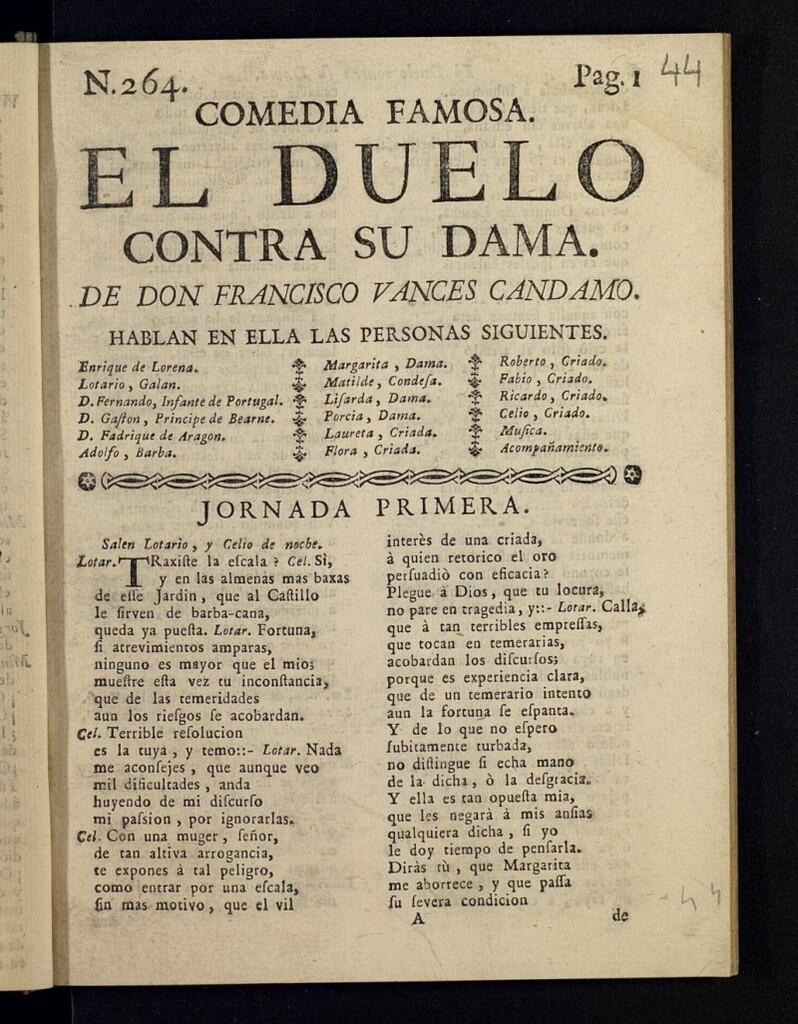 N.264.
Pag. 1
44
COMEDIA FAMOSA.
EL DUELO
CONTRA SU DAMA.
DE DON FRANCISCO VANCES CANDAMO.
HABLAN EN ELLA LAS PERSONAS SIGUIENTES.
Enrique de Lorena.
Lotario, Galan.
D. Fernando, Infante de Portugal.
D. Gaſton, Principe de Bearne.
D. Fadrique de Aragon.
Adolfo, Barba.
Margarita, Dama.
Matilde, Condeſa.
Liſarda, Dama.
Porcia, Dama.
Laureta, Criada.
Flora, Criada.
Roberto, Criado.
Fabio, Criado.
Ricardo, Criado.
Celio, Criado.
Muſica.
Acompañamiento.
JORNADA PRIMERA.
Salen Lotario, y Celio de noche.
Lotar. TRaxiſte la eſcala? Cel. Sì,
y en las almenas mas baxas
de eſſe Jardin, que al Caſtillo
le ſirven de barba-cana,
queda ya pueſta. Lotar. Fortuna,
ſi atrevimientos amparas,
ninguno es mayor que el mio;
mueſtre eſta vez tu inconſtancia,
que de las temeridades
aun los rieſgos ſe acobardan.
Cel. Terrible reſolucion
es la tuya, y temo::- Lotar. Nada
me aconſejes, que aunque veo
mil dificultades, anda
huyendo de mi diſcurſo
mi paſsion, por ignorarlas.
Cel. Con una muger, ſeñor,
de tan altiva arrogancia,
te expones à tal peligro,
como entrar por una eſcala,
ſin mas motivo, que el vil
interès de una criada,
à quien retorico el oro
perſuadiò con eficacia?
Plegue à Dios, que tu locura,
no pare en tragedia, y::- Lotar. Calla,
que à tan terribles empreſſas,
que tocan en temerarias,
acobardan los diſcurſos;
porque es experiencia clara,
que de un temerario intento
aun la fortuna ſe eſpanta.
Y de lo que no eſpero
ſubitamente turbada,
no diſtingue ſi echa mano
de la dicha, ò la deſgracia.
Y ella es tan opueſta mia,
que les negarà à mis anſias
qualquiera dicha, ſi yo
le doy tiempo de penſarla.
Diràs tù, que Margarita
me aborrece, y que paſſa
ſu ſevera condicion
A
de
44